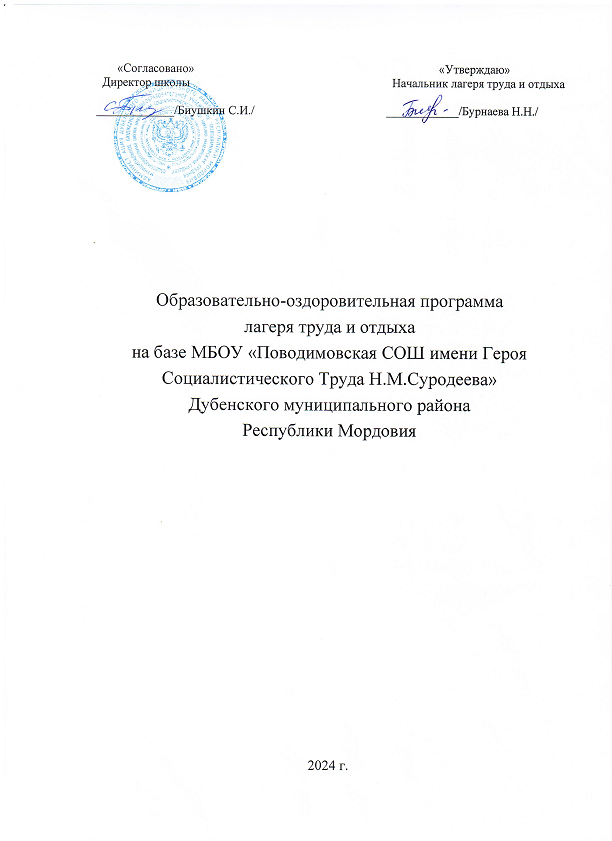 «Согласовано»
Директор школы
/Биушкин С.И./
«Утверждаю»
Начальник лагеря труда и отдыха
/Бурнаева Н.Н./
Образовательно-оздоровительная программа
лагеря труда и отдыха
на базе МБОУ «Поводимовская СОШ имени Героя
Социалистического Труда Н.М.Суродеева»
Дубенского муниципального района
Республики Мордовия
2024 г.